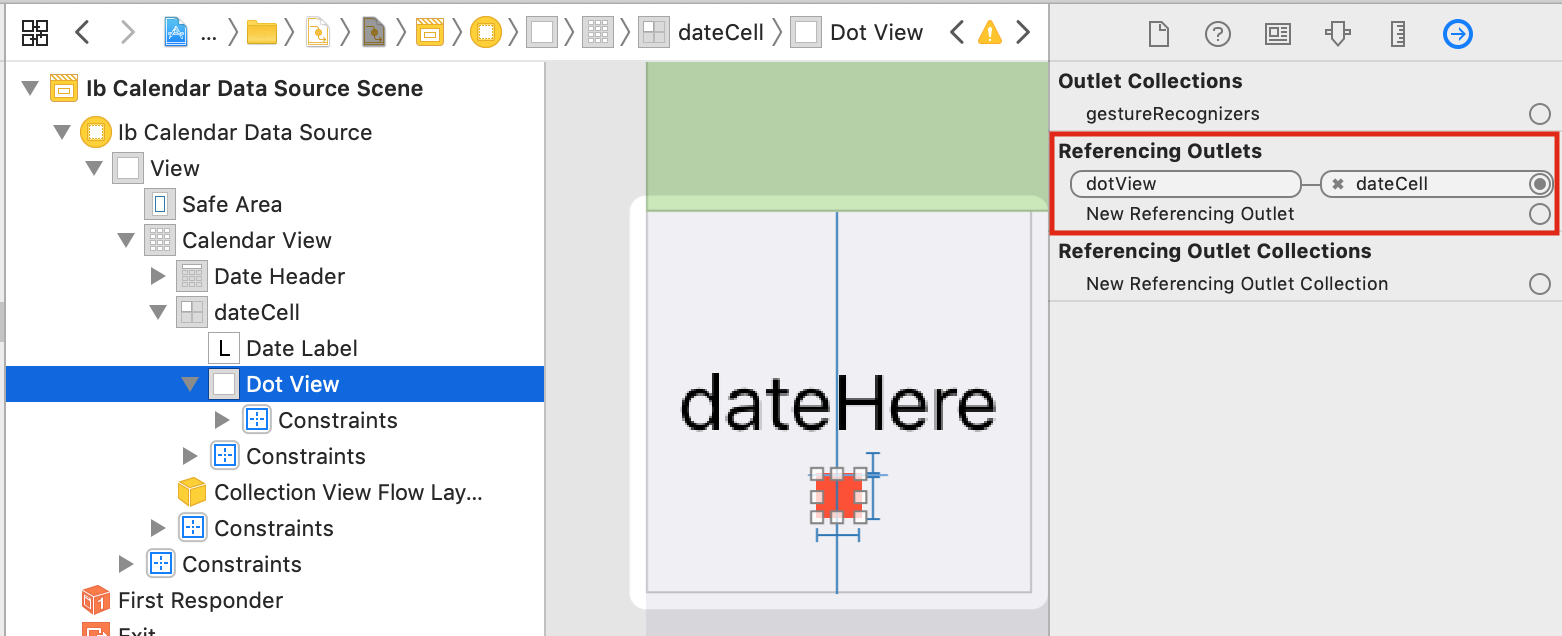 ... dateCell Dot View
Ib Calendar Data Source Scene
Ib Calendar Data Source
View
Safe Area
Calendar View
Date Header
dateCell
L Date Label
Dot View
Constraints
Constraints
Collection View Flow Lay...
Constraints
Constraints
First Responder
Exit
dateHere
Outlet Collections
gestureRecognizers
Referencing Outlets
dotView dateCell
New Referencing Outlet
Referencing Outlet Collections
New Referencing Outlet Collection